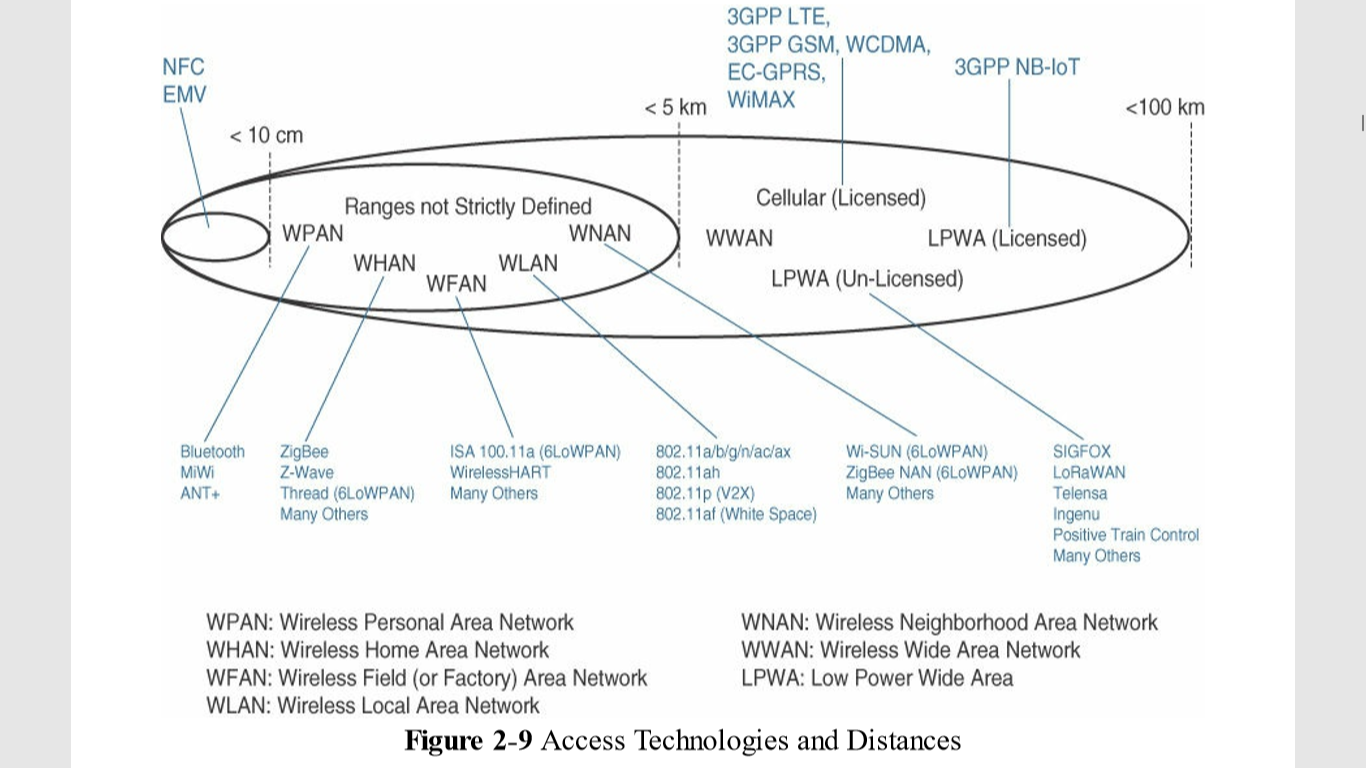 3GPP LTE,
3GPP GSM, WCDMA,
EC-GPRS,
WiMAX
3GPP NB-IoT
NFC
EMV
< 10 cm
< 5 km
<100 km
Ranges not Strictly Defined
Cellular (Licensed)
WPAN
WNAN
WWAN
LPWA (Licensed)
WHAN
WLAN
WFAN
LPWA (Un-Licensed)
Bluetooth
MiWi
ANT+
ZigBee
Z-Wave
Thread (6LoWPAN)
Many Others
ISA 100.11a (6LoWPAN)
WirelessHART
Many Others
802.11a/b/g/n/ac/ax
802.11ah
802.11p (V2X)
802.11af (White Space)
Wi-SUN (6LoWPAN)
ZigBee NAN (6LoWPAN)
Many Others
SIGFOX
LoRaWAN
Telensa
Ingenu
Positive Train Control
Many Others
WPAN: Wireless Personal Area Network
WHAN: Wireless Home Area Network
WFAN: Wireless Field (or Factory) Area Network
WLAN: Wireless Local Area Network
WNAN: Wireless Neighborhood Area Network
WWAN: Wireless Wide Area Network
LPWA: Low Power Wide Area
Figure 2-9 Access Technologies and Distances